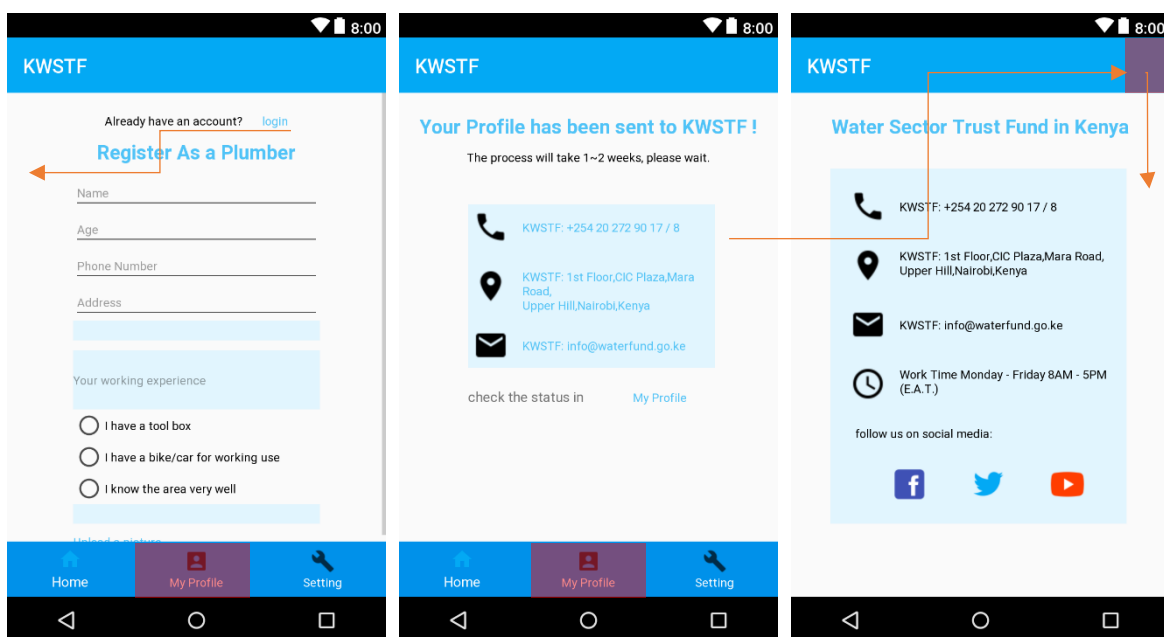 8:00
KWSTF
Already have an account? login
Register As a Plumber
Name
Age
Phone Number
Address
Your working experience
I have a tool box
I have a bike/car for working use
I know the area very well
Upload a picture
Home My Profile Setting
8:00
KWSTF
Your Profile has been sent to KWSTF !
The process will take 1~2 weeks, please wait.
KWSTF: +254 20 272 90 17 / 8
KWSTF: 1st Floor,CIC Plaza,Mara
Road,
Upper Hill,Nairobi,Kenya
KWSTF: info@waterfund.go.ke
check the status in My Profile
Home My Profile Setting
8:00
KWSTF
Water Sector Trust Fund in Kenya
KWSTF: +254 20 272 90 17 / 8
KWSTF: 1st Floor,CIC Plaza,Mara Road,
Upper Hill,Nairobi,Kenya
KWSTF: info@waterfund.go.ke
Work Time Monday - Friday 8AM - 5PM
(E.A.T.)
follow us on social media: